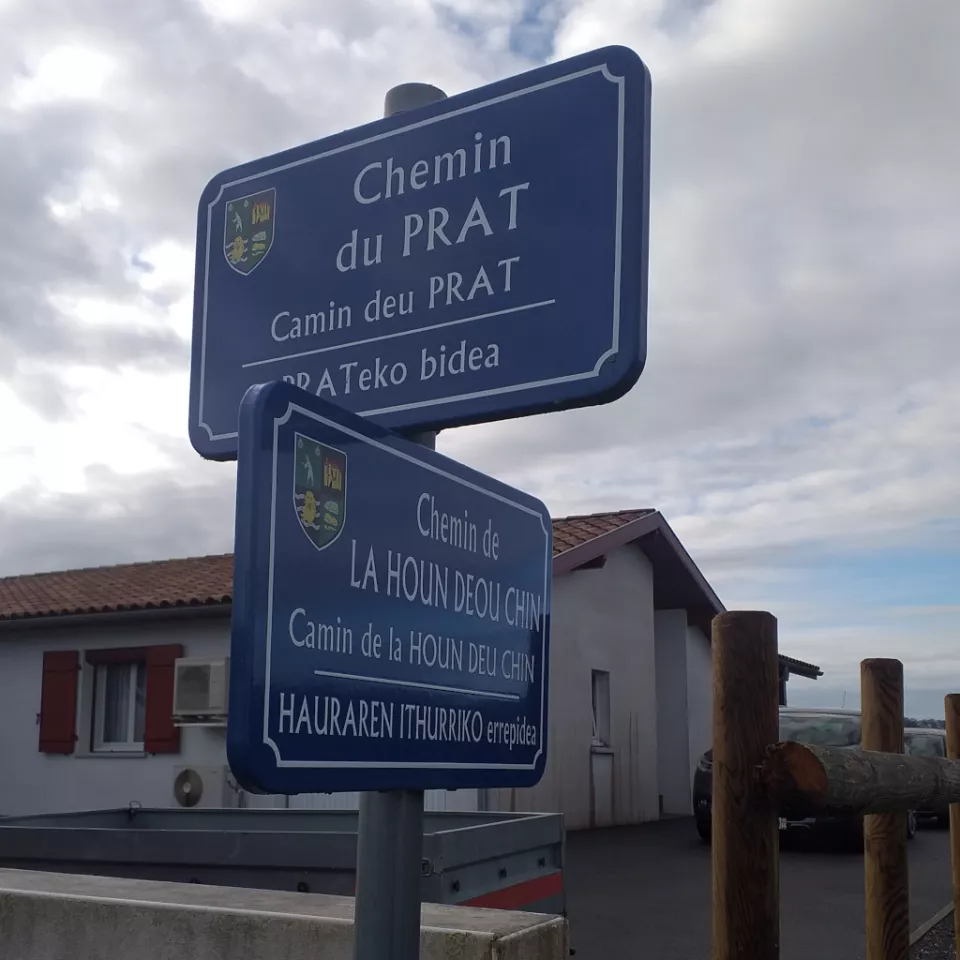 Chemin
du PRAT
Camin deu PRAT
PRATeko bidea
Chemin de
LA HOUN DEOU CHIN
Camin de la HOUN DEU CHIN
HAURAREN ITHURRIKO errepidea